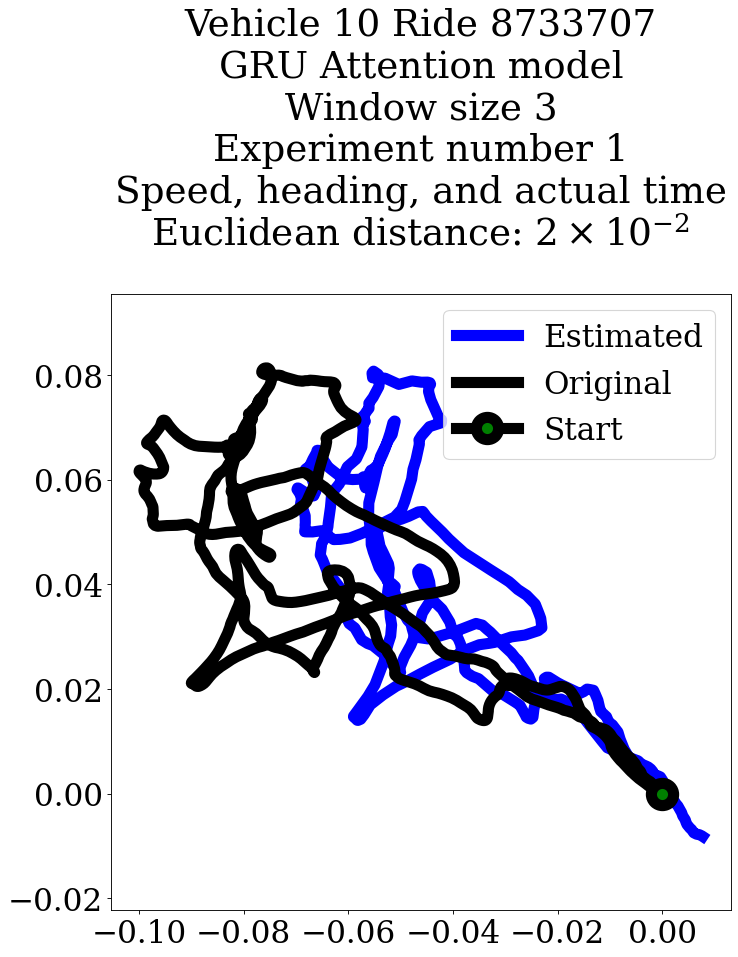 Vehicle 10 Ride 8733707
GRU Attention model
Window size 3
Experiment number 1
Speed, heading, and actual time
Euclidean distance: 2 × 10⁻²
Estimated
Original
Start
0.08
0.06
0.04
0.02
0.00
−0.02
−0.10 −0.08 −0.06 −0.04 −0.02 0.00